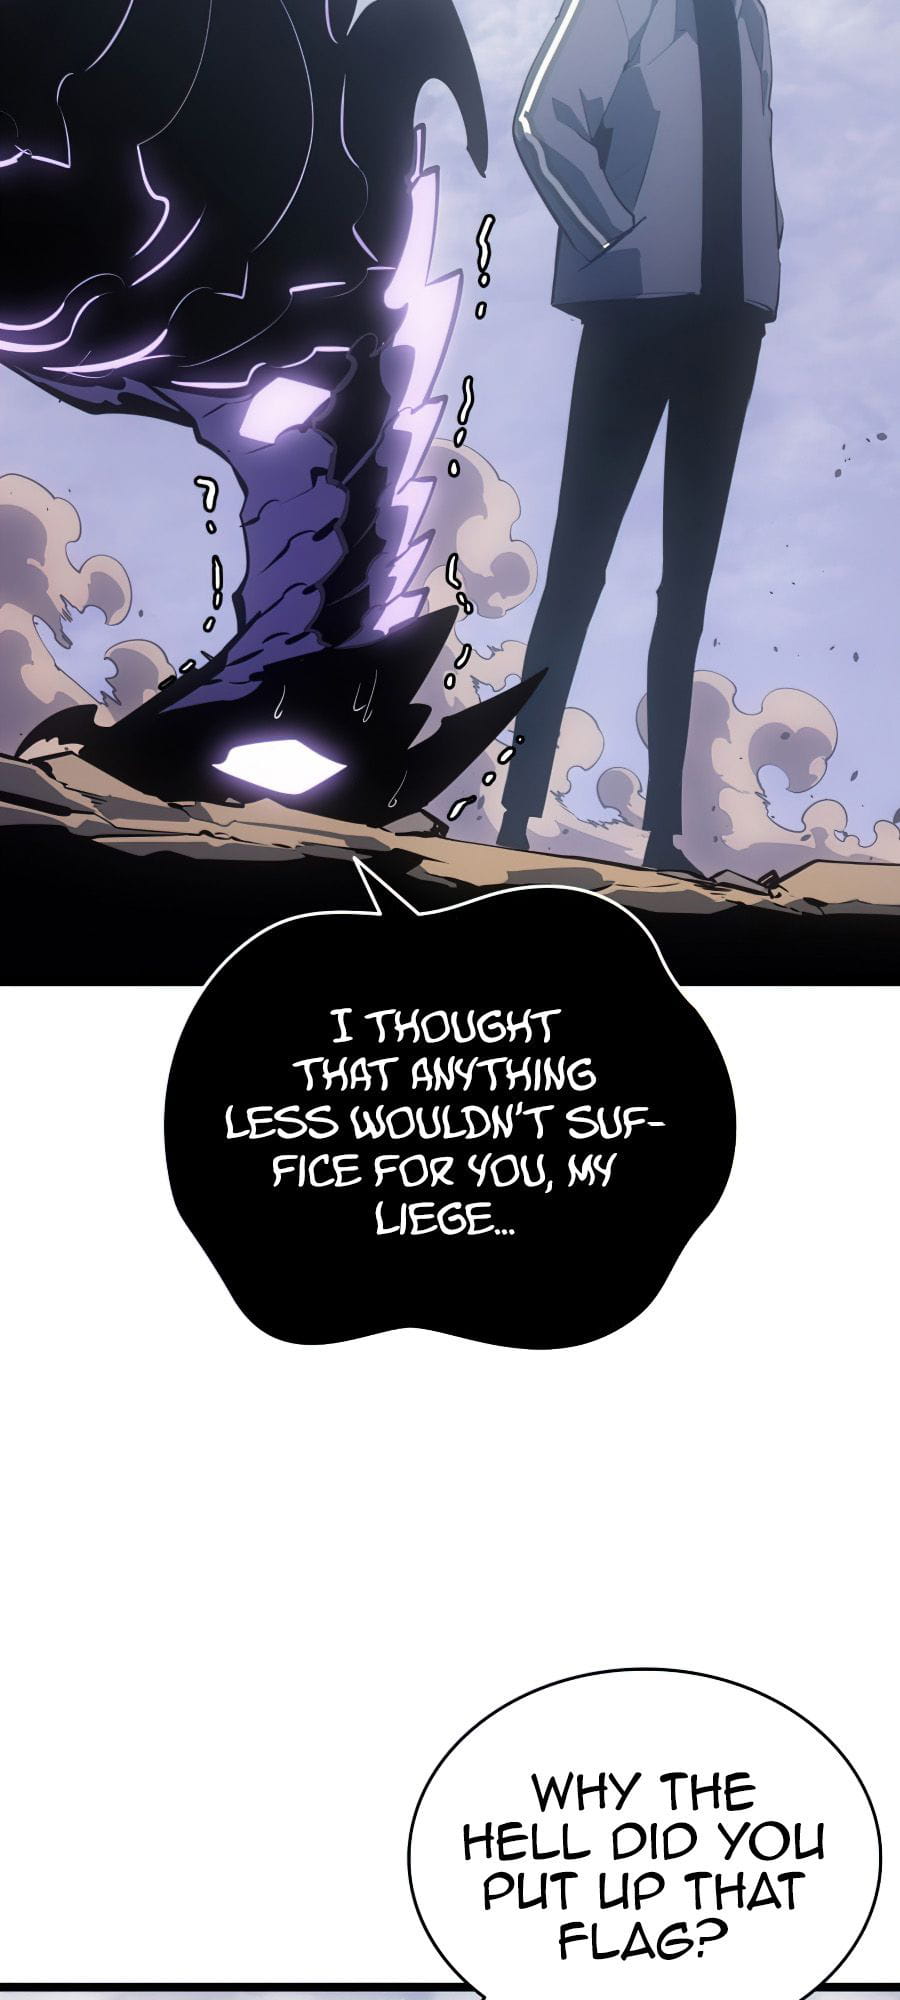 I THOUGHT
THAT ANYTHING
LESS WOULDN'T SUF-
FICE FOR YOU, MY
LIEGE...
WHY THE
HELL DID YOU
PUT UP THAT
FLAG?